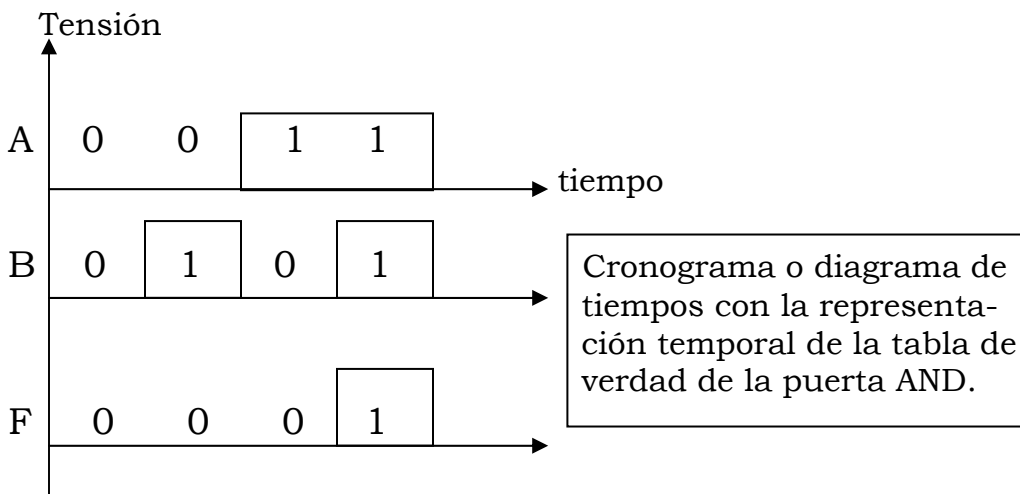 Tensión
A 0 0 1 1
tiempo
B 0 1 0 1
Cronograma o diagrama de
tiempos con la representa-
ción temporal de la tabla de
verdad de la puerta AND.
F 0 0 0 1